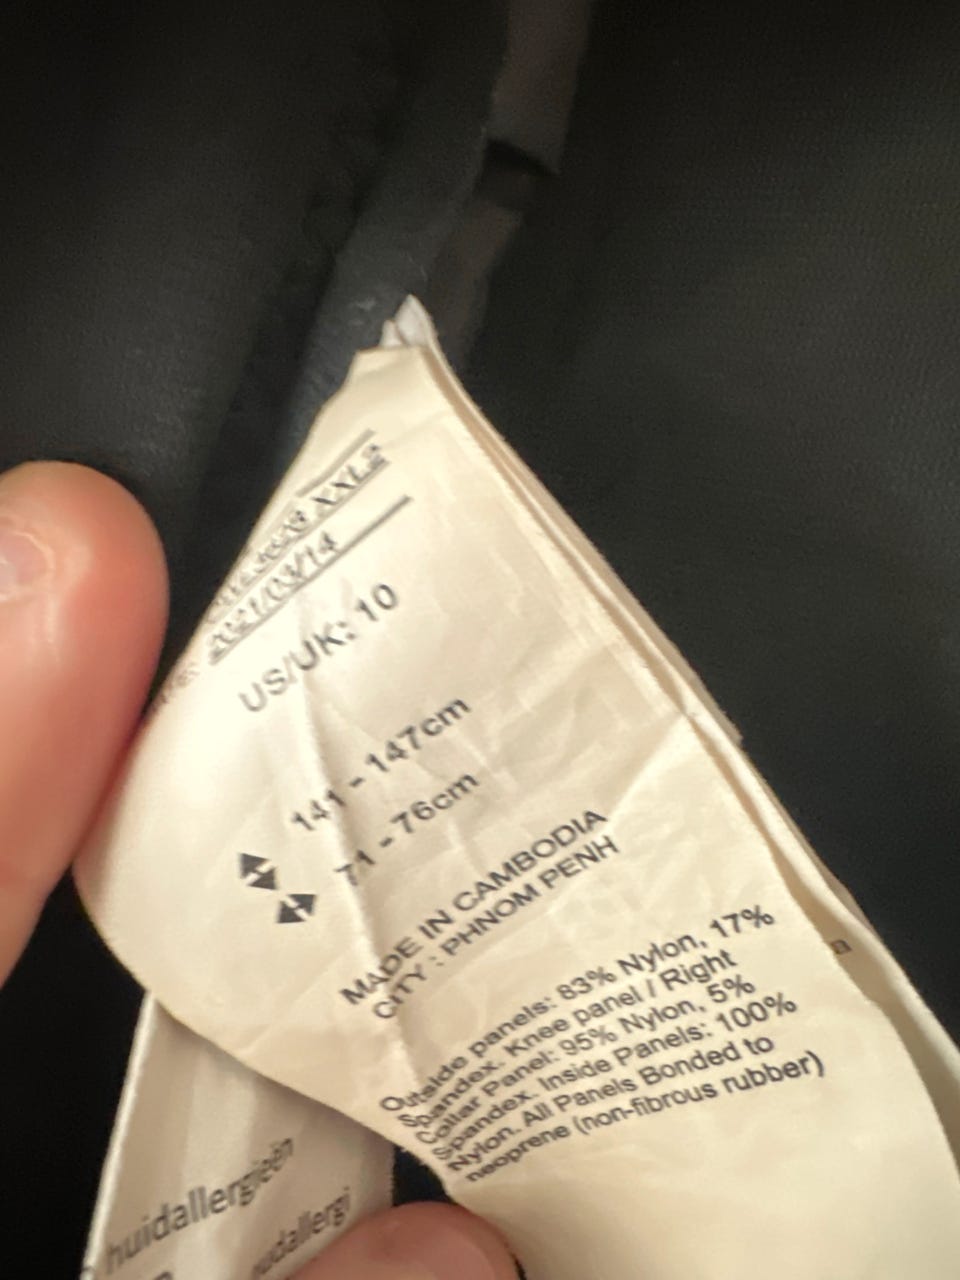 XXL2
2021/03/14
US/UK: 10
141 - 147cm
71 - 76cm
MADE IN CAMBODIA
CITY : PHNOM PENH
Outside panels: 83% Nylon, 17%
Spandex. Knee panel / Right
Collar Panel: 95% Nylon, 5%
Spandex. Inside Panels: 100%
Nylon. All Panels Bonded to
neoprene (non-fibrous rubber)
huidallergieën